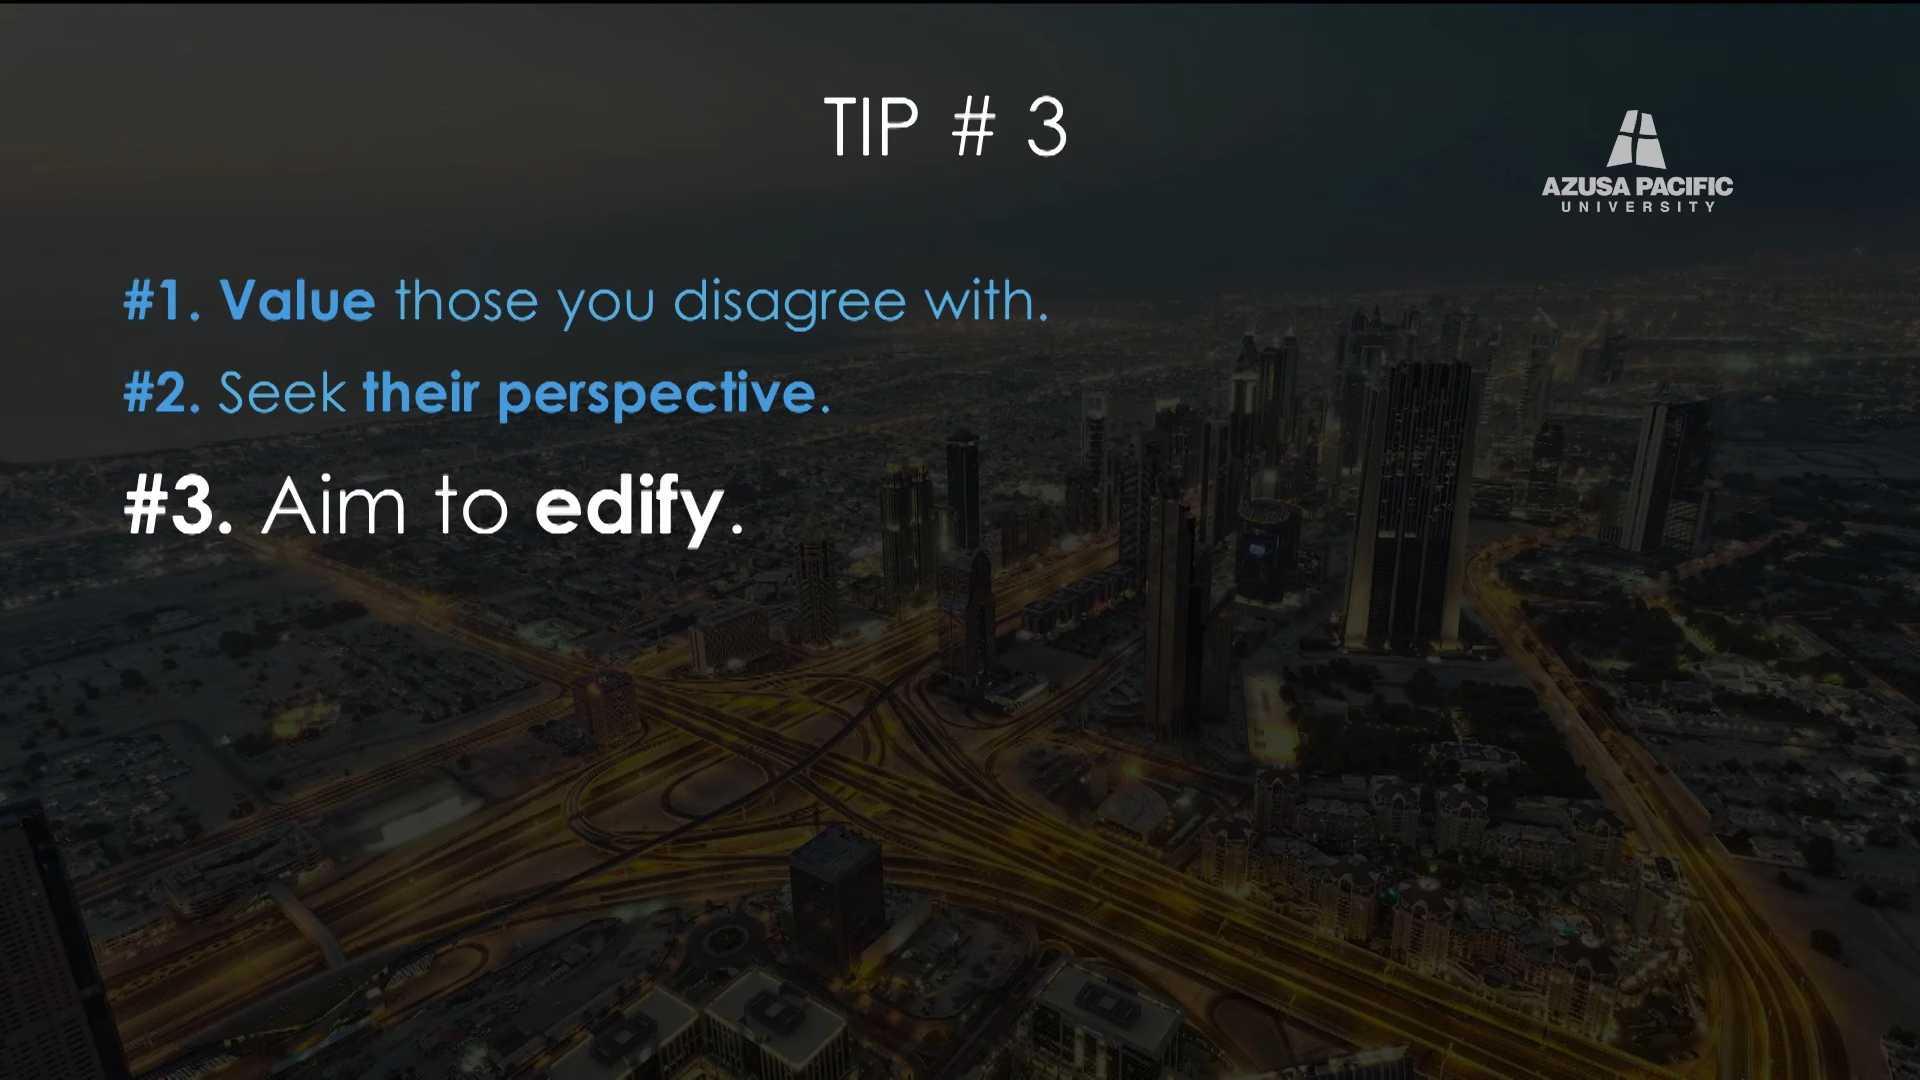 TIP # 3
AZUSA PACIFIC
UNIVERSITY
#1. Value those you disagree with.
#2. Seek their perspective.
#3. Aim to edify.